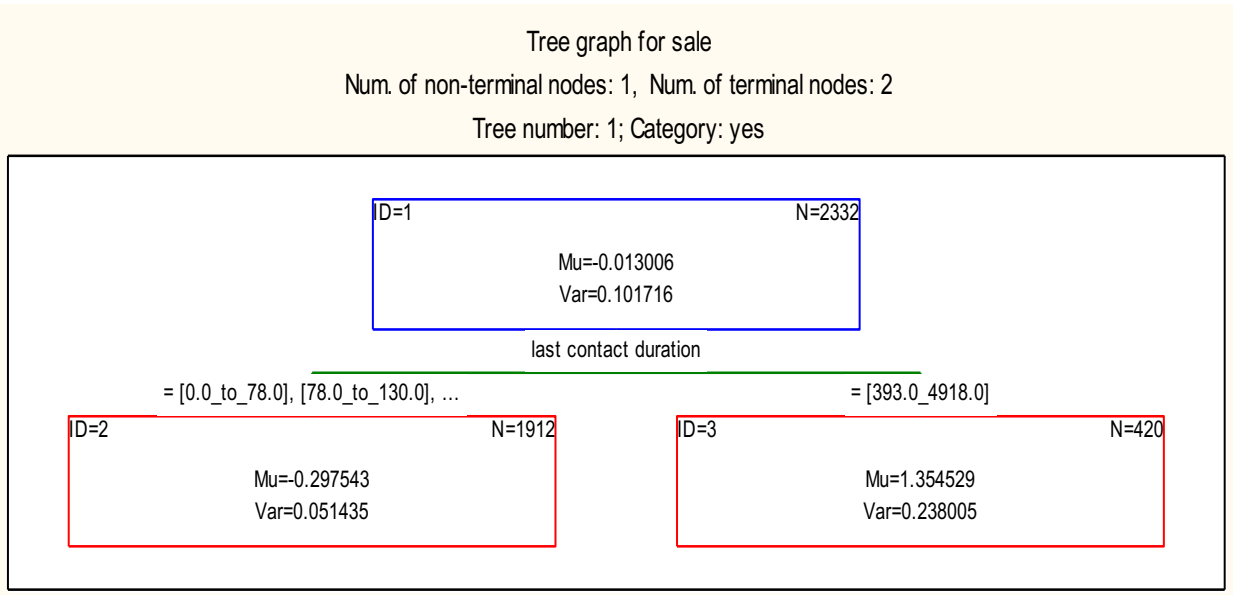 Tree graph for sale
Num. of non-terminal nodes: 1, Num. of terminal nodes: 2
Tree number: 1; Category: yes
ID=1 N=2332
Mu=-0.013006
Var=0.101716
last contact duration
= [0.0_to_78.0], [78.0_to_130.0], ... = [393.0_4918.0]
ID=2 N=1912 ID=3 N=420
Mu=-0.297543 Mu=1.354529
Var=0.051435 Var=0.238005